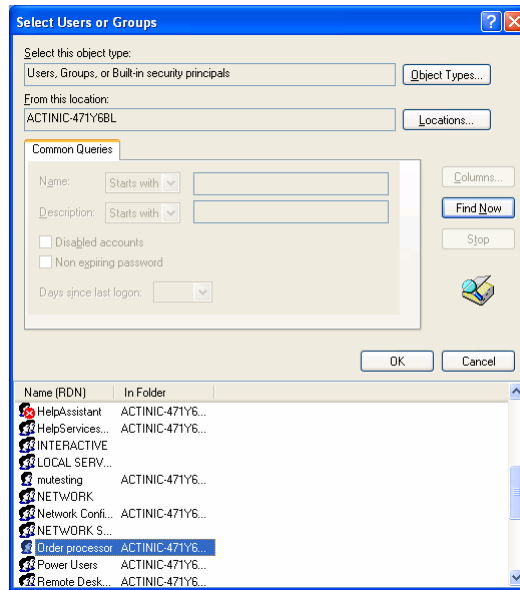 Select Users or Groups
Select this object type:
Users, Groups, or Built-in security principals
Object Types...
From this location:
ACTINIC-471Y6BL
Locations...
Common Queries
Name: Starts with
Description: Starts with
Disabled accounts
Non expiring password
Days since last logon:
Columns...
Find Now
Stop
OK Cancel
Name (RDN) In Folder
HelpAssistant ACTINIC-471Y6...
HelpServices... ACTINIC-471Y6...
INTERACTIVE
LOCAL SERV...
mutesting ACTINIC-471Y6...
NETWORK
Network Confi... ACTINIC-471Y6...
NETWORK S...
Order processor ACTINIC-471Y6...
Power Users ACTINIC-471Y6...
Remote Desk... ACTINIC-471Y6...